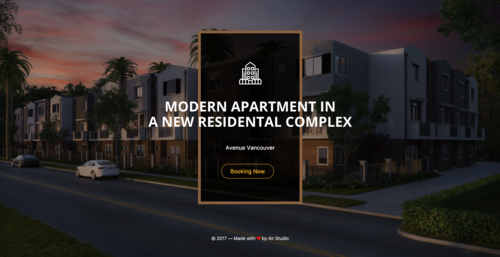 MODERN APARTMENT IN
A NEW RESIDENTAL COMPLEX
Avenue Vancouver
Booking Now
© 2017 — Made with ❤ by Air Studio